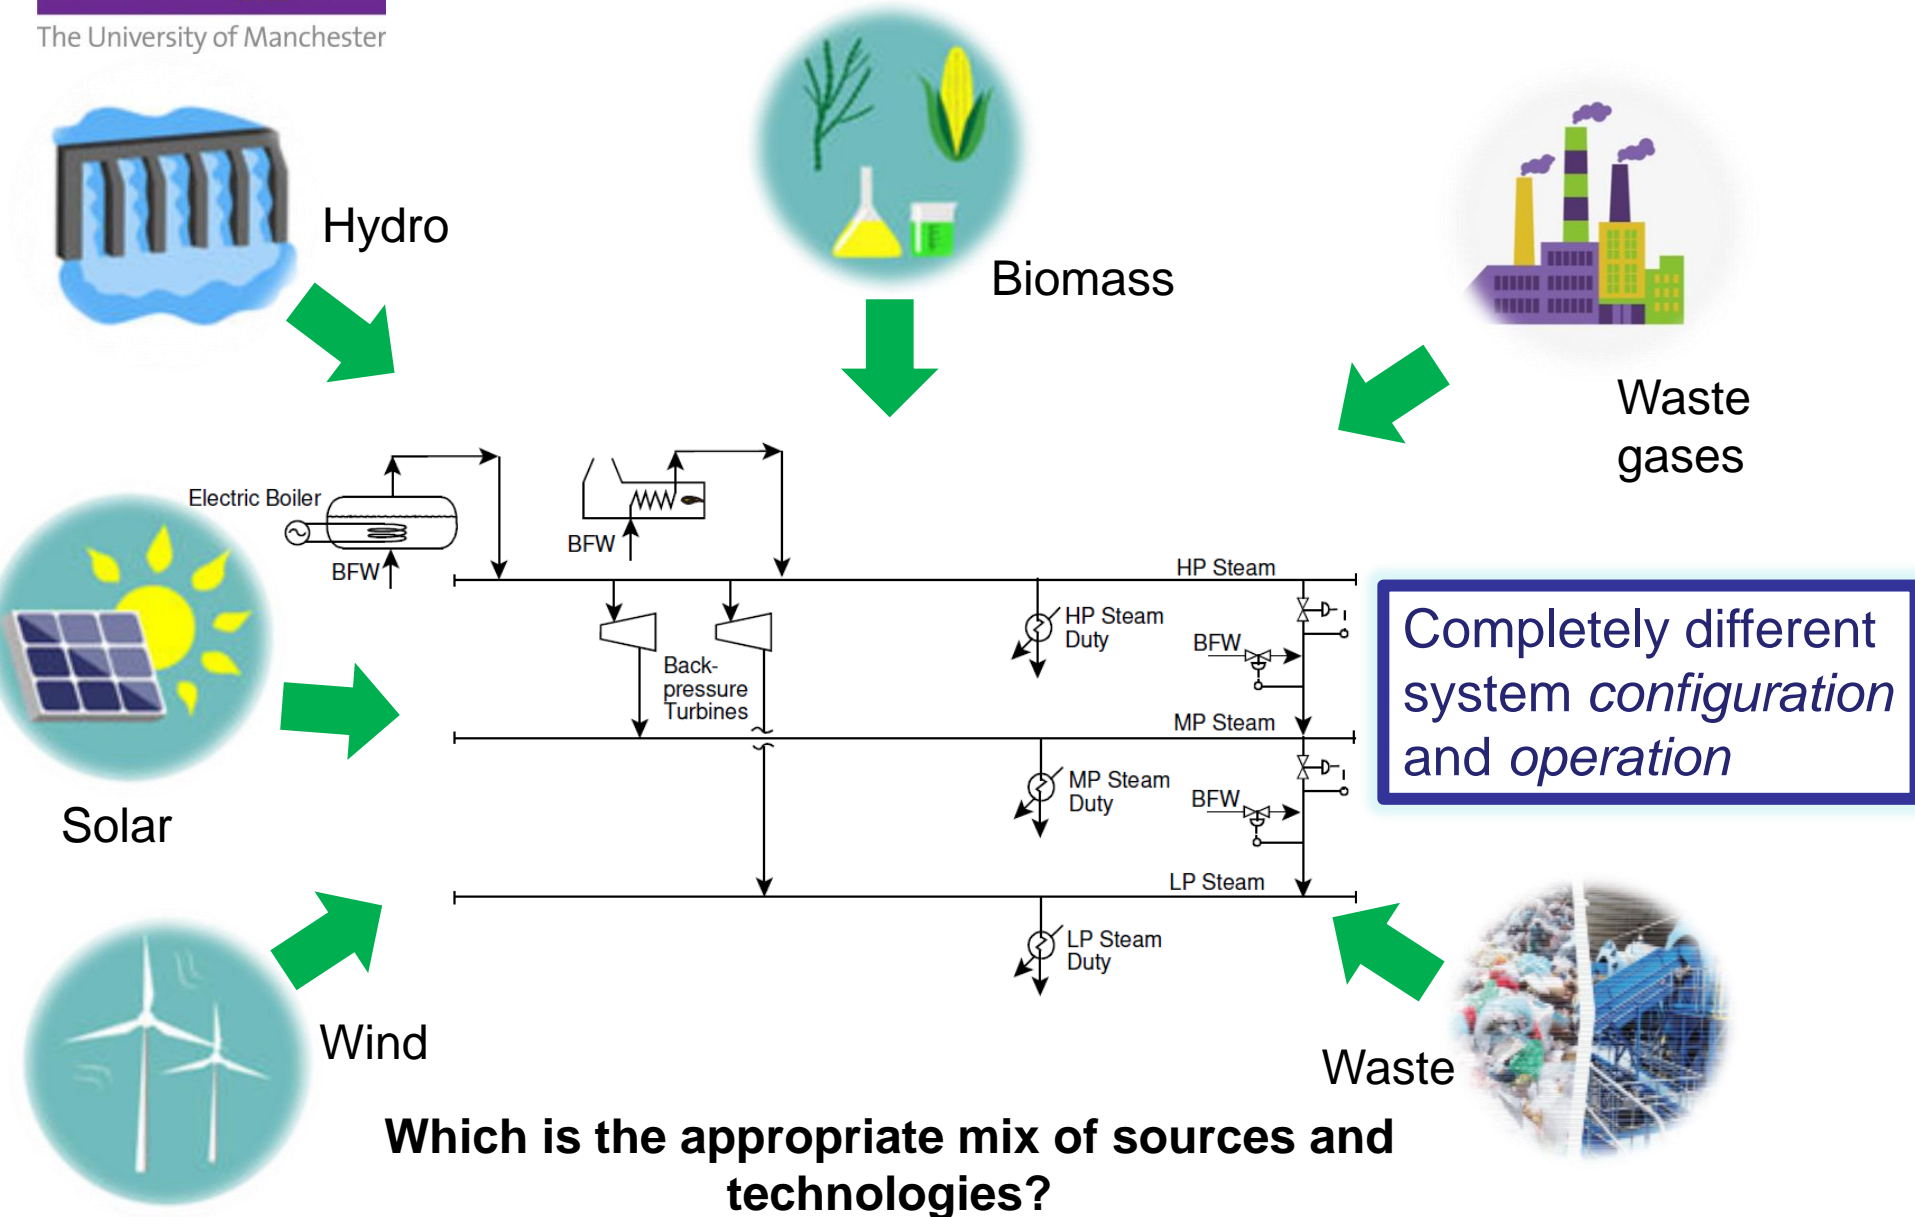 The University of Manchester
Hydro
Biomass
Waste
gases
Electric Boiler
BFW
BFW
HP Steam
HP Steam
Duty
BFW
Back-
pressure
Turbines
MP Steam
MP Steam
Duty
BFW
LP Steam
LP Steam
Duty
Completely different
system configuration
and operation
Solar
Wind
Waste
Which is the appropriate mix of sources and
technologies?